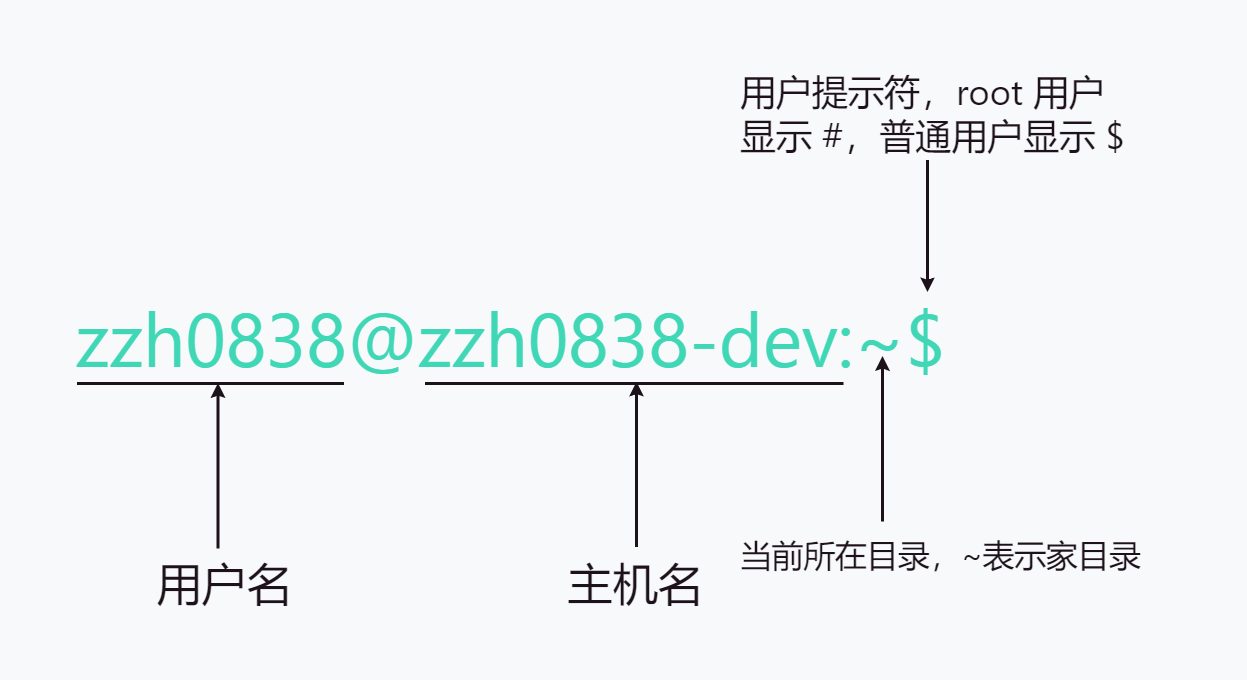 用户提示符，root 用户
显示 #，普通用户显示 $
zzh0838@zzh0838-dev:~$
当前所在目录，~表示家目录
用户名
主机名